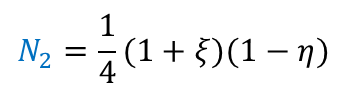 N₂ = 1/4 (1 + ξ)(1 − η)